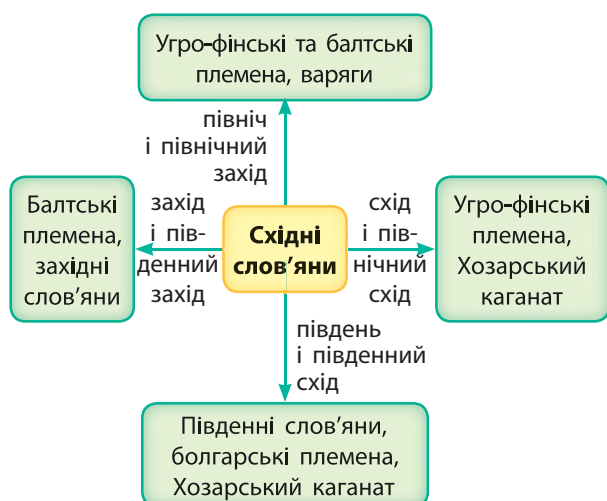 Угро-фінські та балтські
племена, варяги
північ
і північний
захід
Балтські
племена,
західні
слов’яни
захід
і пів-
денний
захід
Східні
слов’яни
схід
і пів-
нічний
схід
Угро-фінські
племена,
Хозарський
каганат
південь
і південний
схід
Південні слов’яни,
болгарські племена,
Хозарський каганат